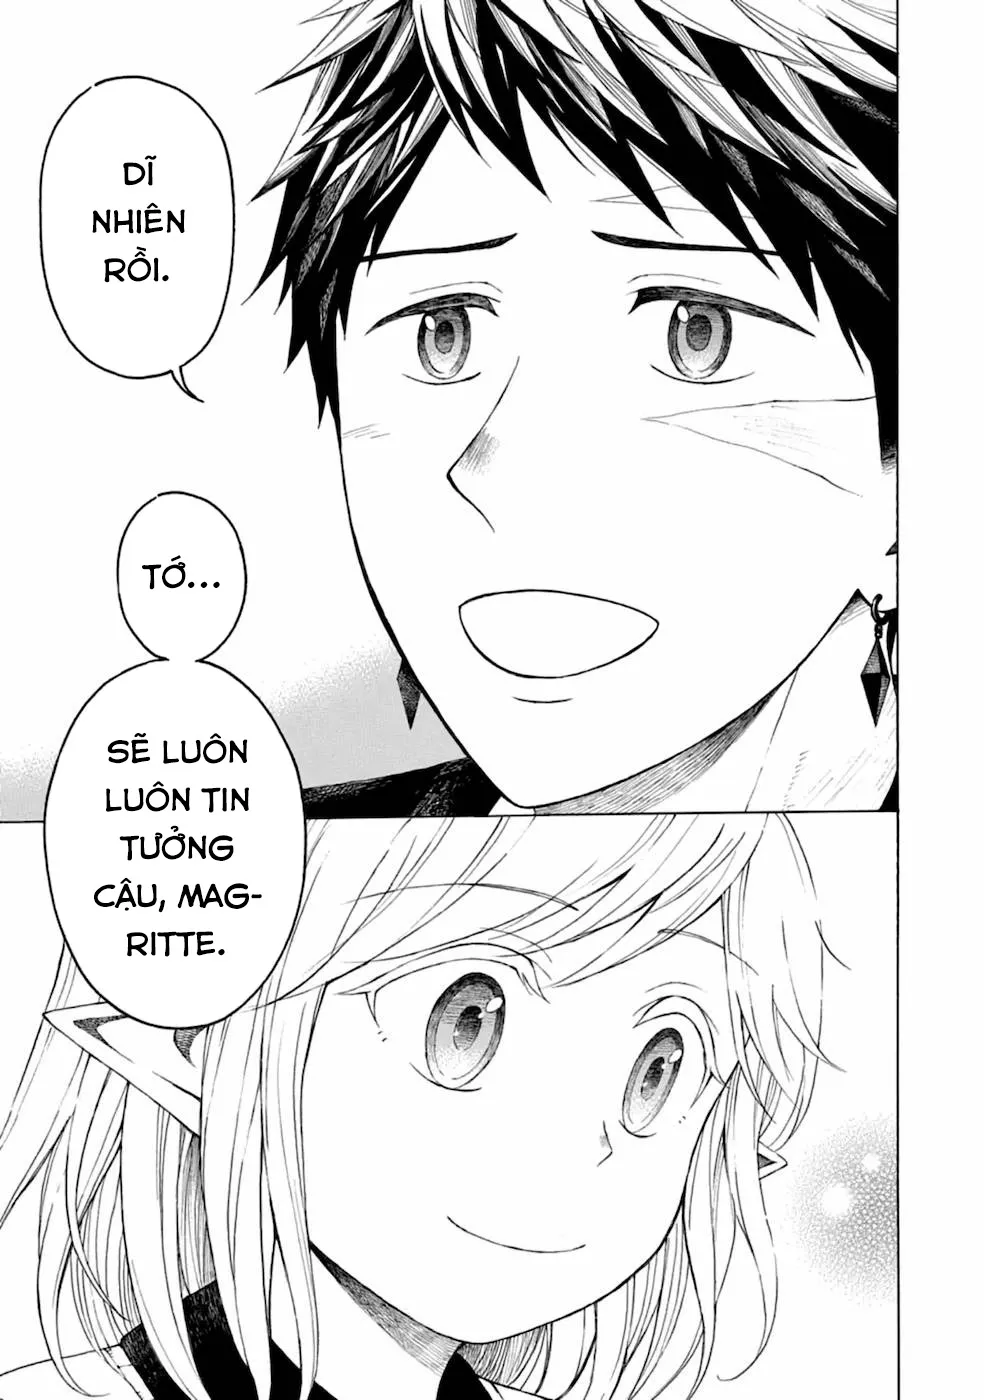 DĨ
NHIÊN
RỒI.
TỚ...
SẼ LUÔN
LUÔN TIN
TƯỞNG
CẬU, MAG-
RITTE.